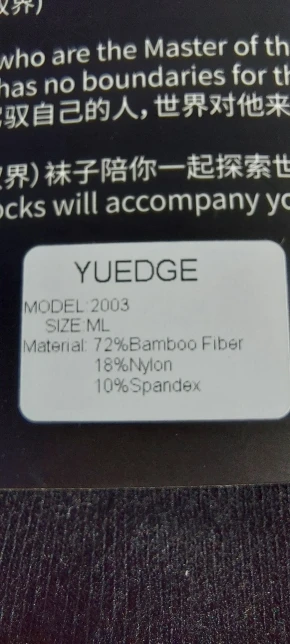 界)
who are the Master of th
has no boundaries for th
驭自己的人，世界对他来
界) 袜子陪你一起探索世
ocks will accompany yo
YUEDGE
MODEL:2003
SIZE:ML
Material: 72%Bamboo Fiber
18%Nylon
10%Spandex